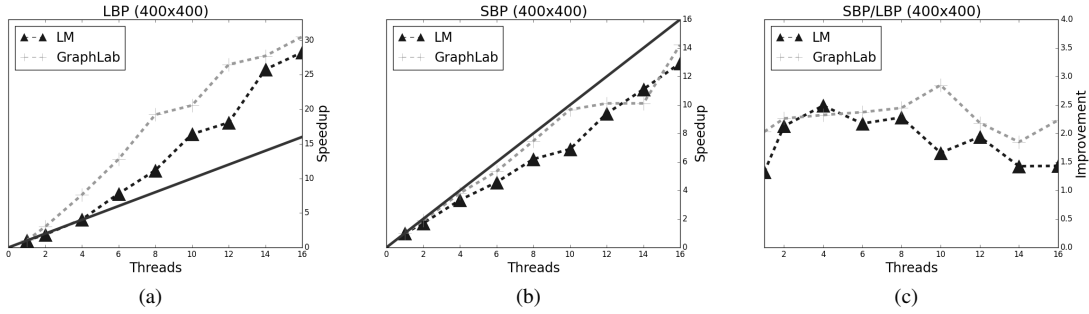 LBP (400x400)
LM
GraphLab
30
25
20
15
10
5
0
Speedup
0 2 4 6 8 10 12 14 16
Threads
(a)
SBP (400x400)
LM
GraphLab
16
14
12
10
8
6
4
2
0
Speedup
0 2 4 6 8 10 12 14 16
Threads
(b)
SBP/LBP (400x400)
LM
GraphLab
4.0
3.5
3.0
2.5
2.0
1.5
1.0
0.5
0.0
Improvement
2 4 6 8 10 12 14 16
Threads
(c)